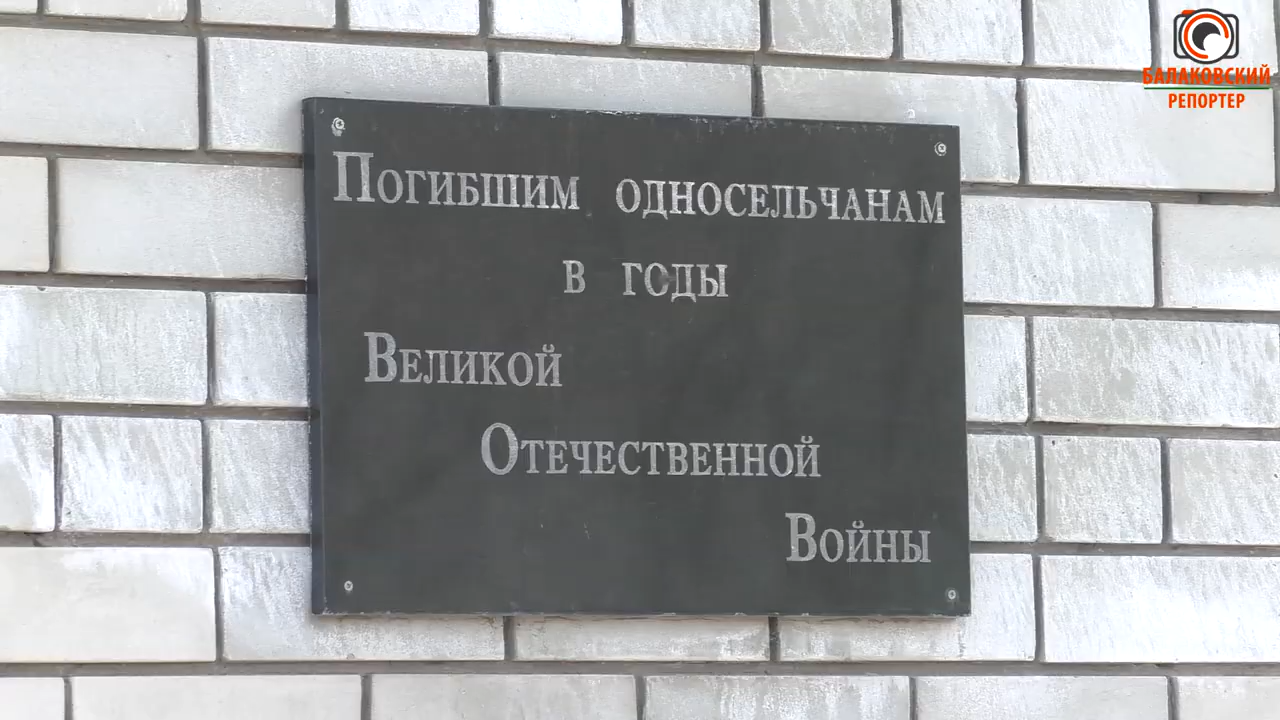 БАЛАКОВСКИЙ
РЕПОРТЕР
Погибшим односельчанам
в годы
Великой
Отечественной
Войны